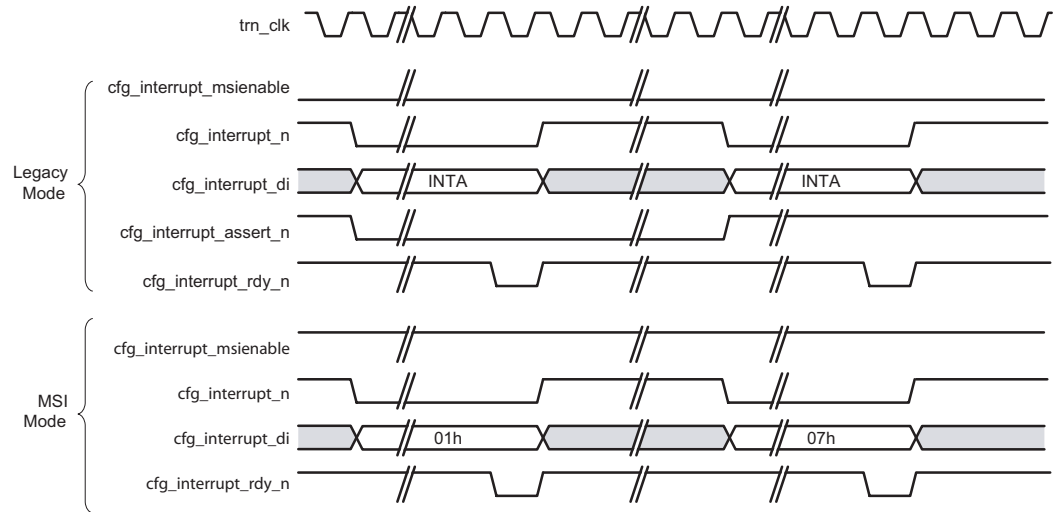 trn_clk
Legacy
Mode
cfg_interrupt_msienable
cfg_interrupt_n
cfg_interrupt_di
INTA
INTA
cfg_interrupt_assert_n
cfg_interrupt_rdy_n
MSI
Mode
cfg_interrupt_msienable
cfg_interrupt_n
cfg_interrupt_di
01h
07h
cfg_interrupt_rdy_n